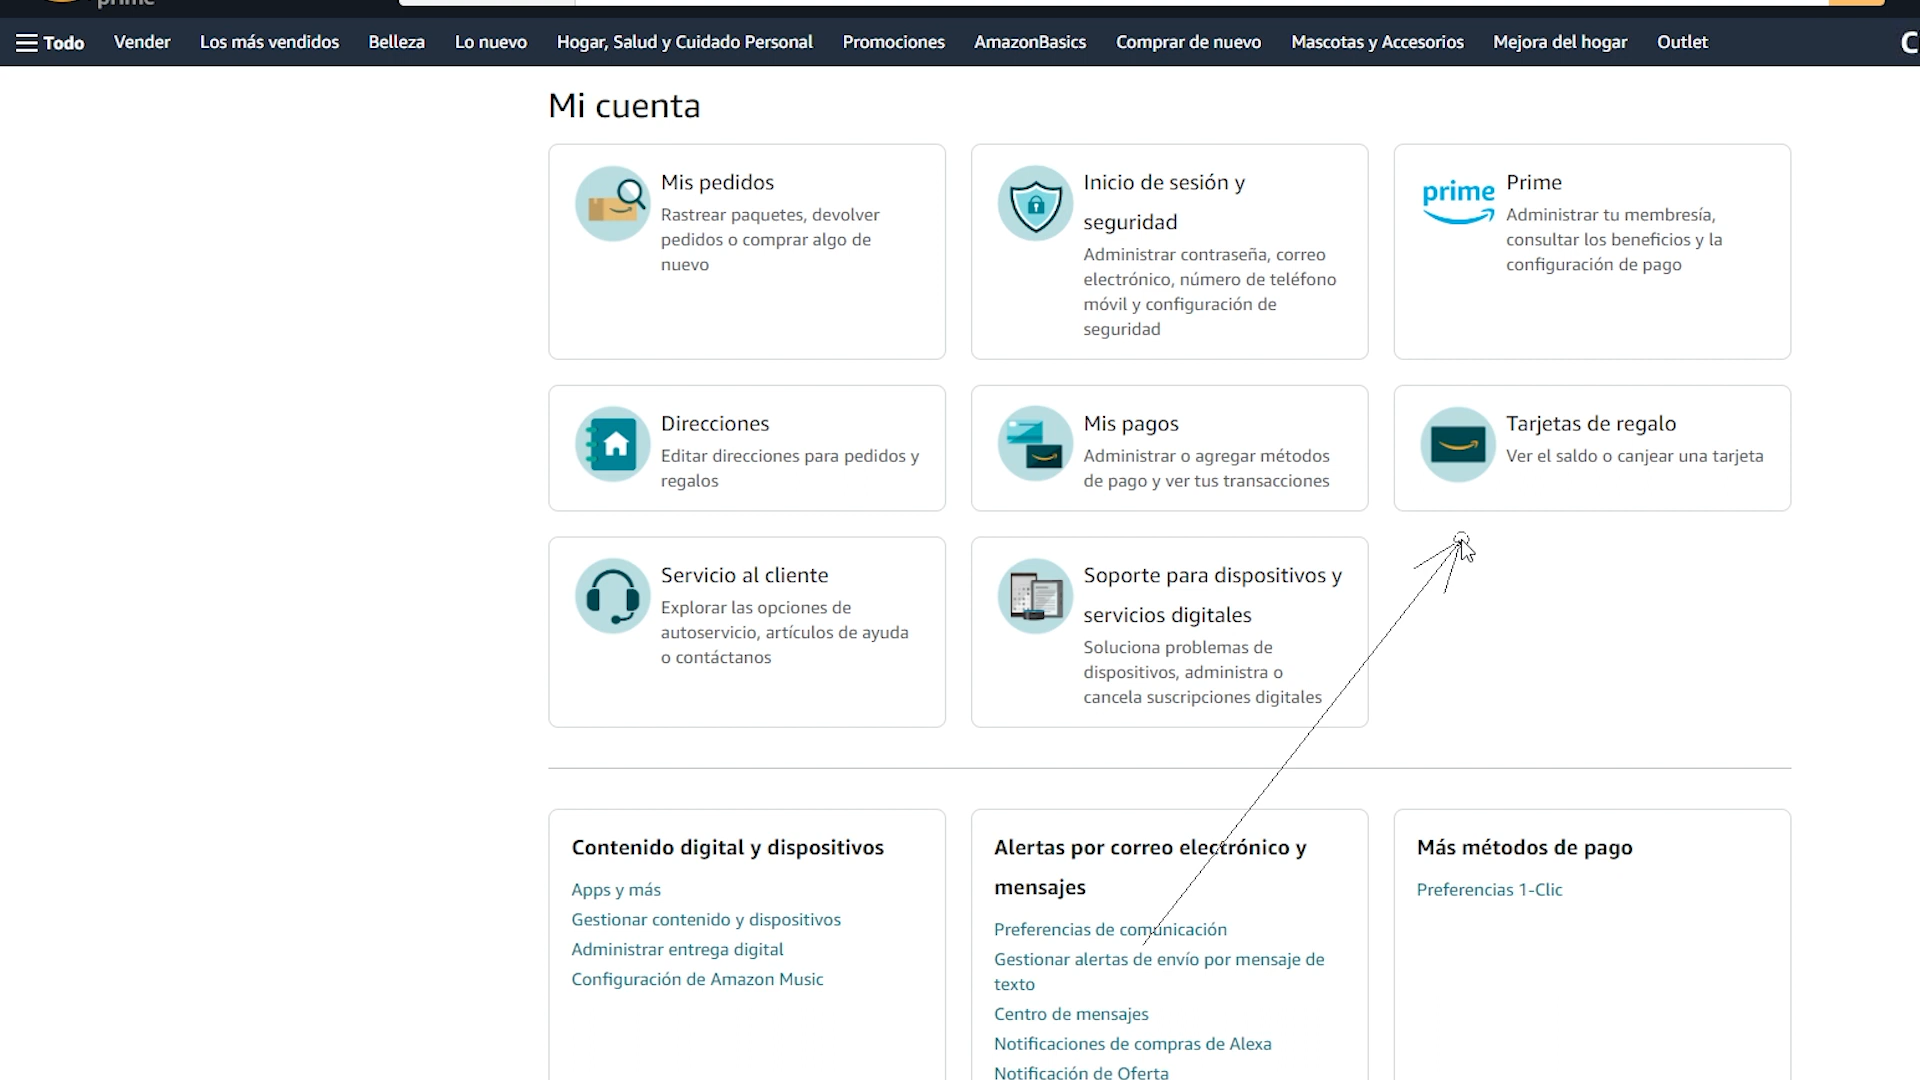 prime
Todo
Vender
Los más vendidos
Belleza
Lo nuevo
Hogar, Salud y Cuidado Personal
Promociones
AmazonBasics
Comprar de nuevo
Mascotas y Accesorios
Mejora del hogar
Outlet
Mi cuenta
Mis pedidos
Rastrear paquetes, devolver
pedidos o comprar algo de
nuevo
Inicio de sesión y
seguridad
Administrar contraseña, correo
electrónico, número de teléfono
móvil y configuración de
seguridad
prime
Prime
Administrar tu membresía,
consultar los beneficios y la
configuración de pago
Direcciones
Editar direcciones para pedidos y
regalos
Mis pagos
Administrar o agregar métodos
de pago y ver tus transacciones
Tarjetas de regalo
Ver el saldo o canjear una tarjeta
Servicio al cliente
Explorar las opciones de
autoservicio, artículos de ayuda
o contáctanos
Soporte para dispositivos y
servicios digitales
Soluciona problemas de
dispositivos, administra o
cancela suscripciones digitales
Contenido digital y dispositivos
Apps y más
Gestionar contenido y dispositivos
Administrar entrega digital
Configuración de Amazon Music
Alertas por correo electrónico y
mensajes
Preferencias de comunicación
Gestionar alertas de envío por mensaje de
texto
Centro de mensajes
Notificaciones de compras de Alexa
Notificación de Oferta
Más métodos de pago
Preferencias 1-Clic